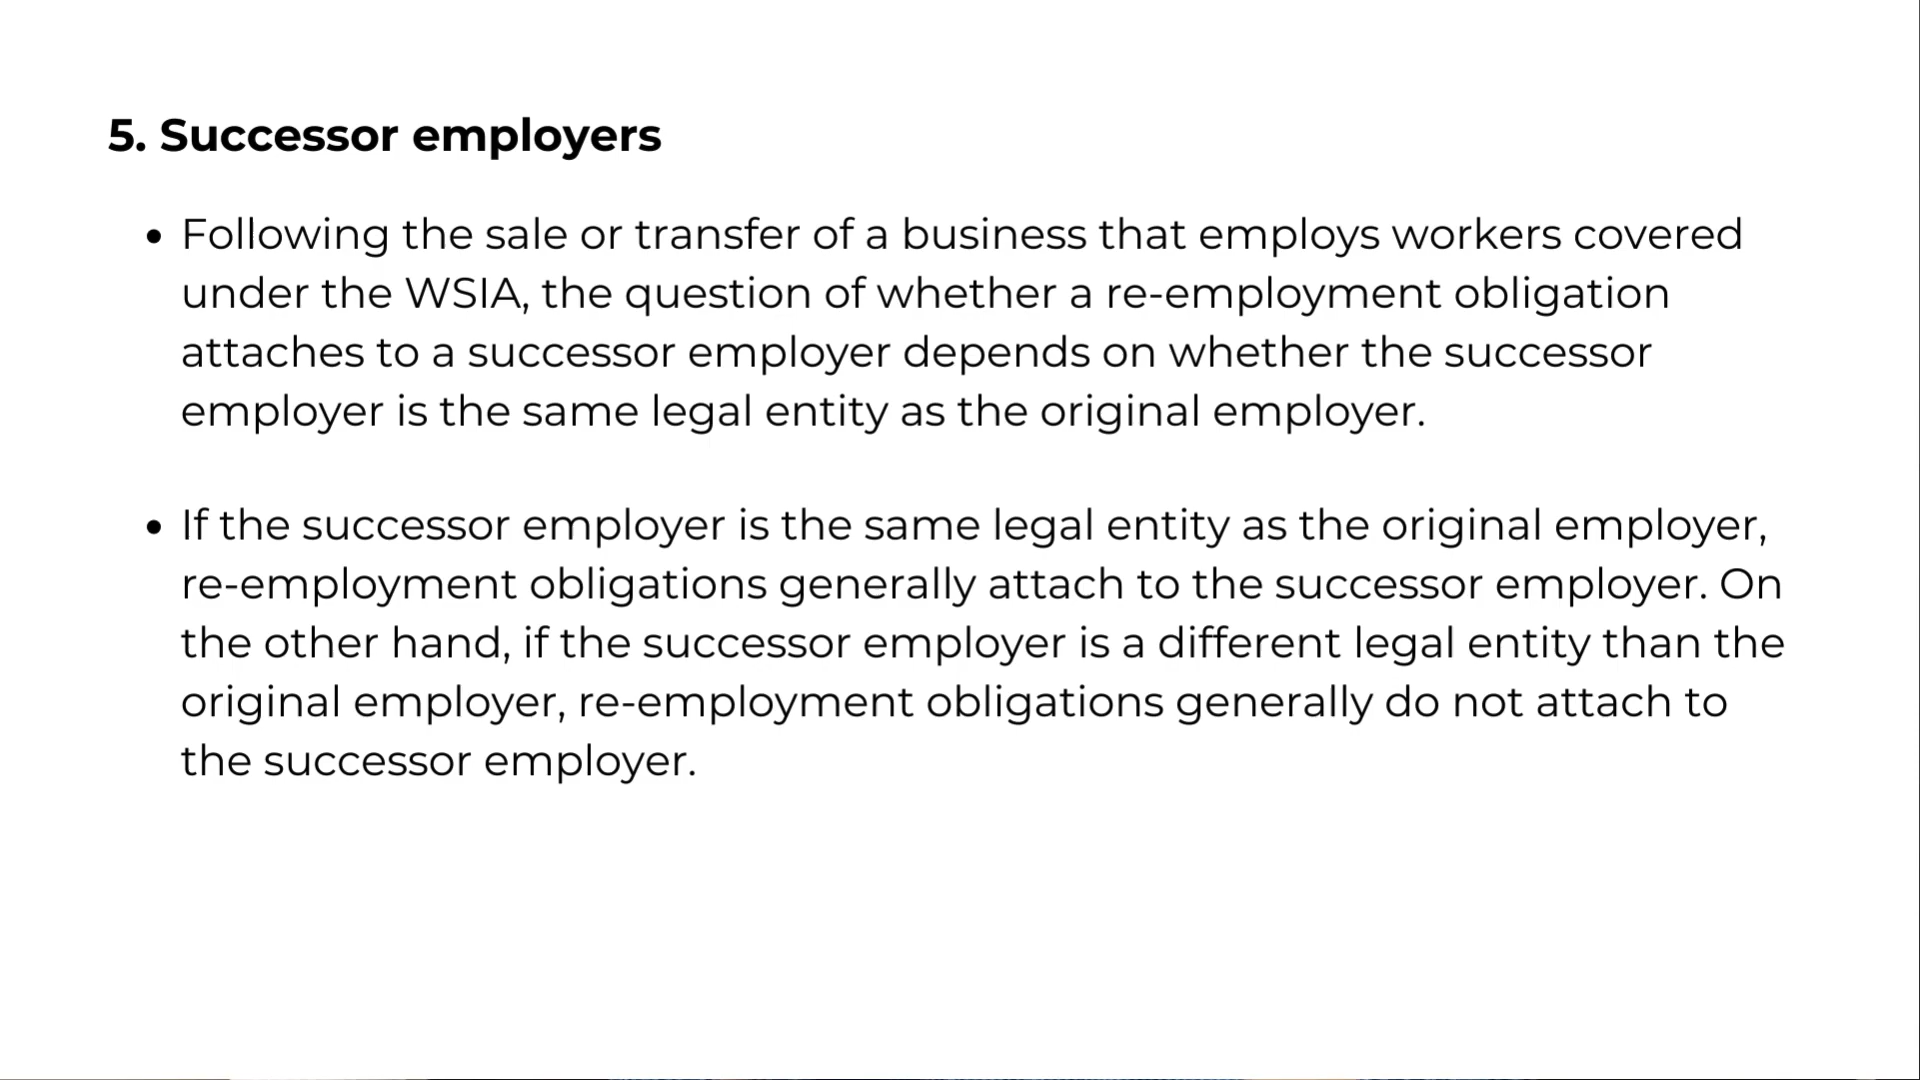 5. Successor employers
• Following the sale or transfer of a business that employs workers covered
under the WSIA, the question of whether a re-employment obligation
attaches to a successor employer depends on whether the successor
employer is the same legal entity as the original employer.
• If the successor employer is the same legal entity as the original employer,
re-employment obligations generally attach to the successor employer. On
the other hand, if the successor employer is a different legal entity than the
original employer, re-employment obligations generally do not attach to
the successor employer.